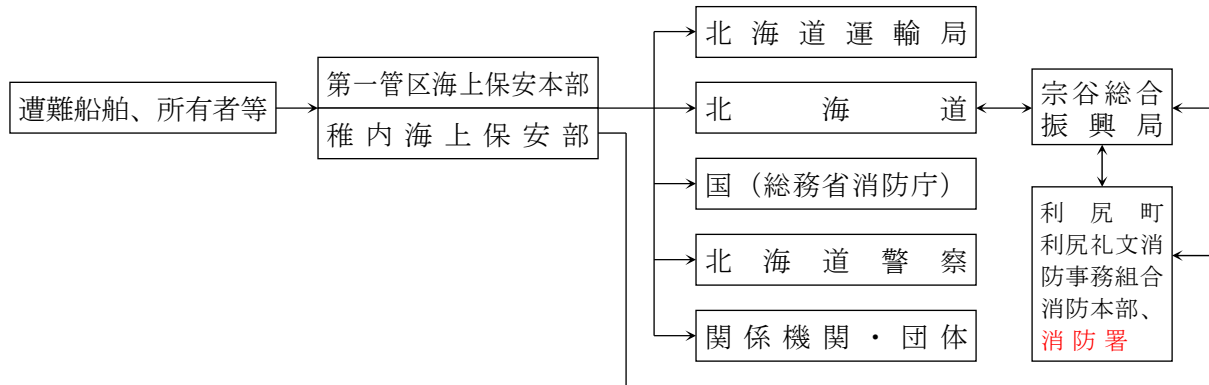 遭難船舶、所有者等
第一管区海上保安本部
稚内海上保安部
北海道運輸局
北海道
国（総務省消防庁）
北海道警察
関係機関・団体
宗谷総合
振興局
利尻町
利尻礼文消
防事務組合
消防本部、
消防署